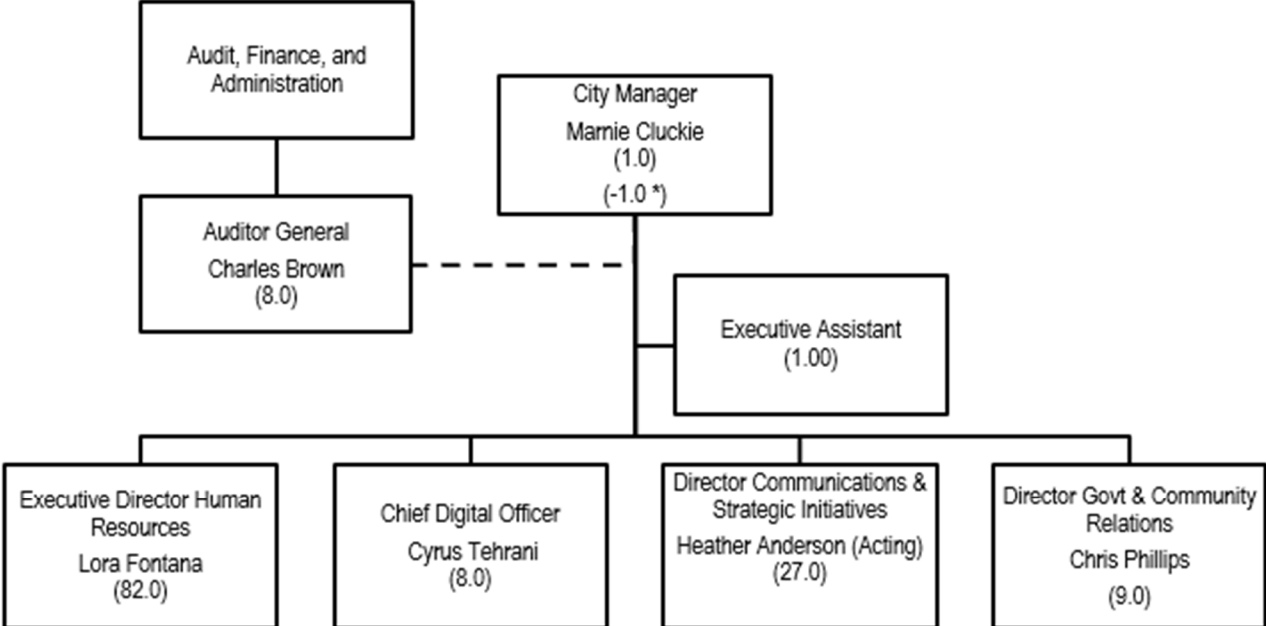 Audit, Finance, and
Administration
City Manager
Marnie Cluckie
(1.0)
(-1.0 *)
Auditor General
Charles Brown
(8.0)
Executive Assistant
(1.00)
Executive Director Human
Resources
Lora Fontana
(82.0)
Chief Digital Officer
Cyrus Tehrani
(8.0)
Director Communications &
Strategic Initiatives
Heather Anderson (Acting)
(27.0)
Director Govt & Community
Relations
Chris Phillips
(9.0)